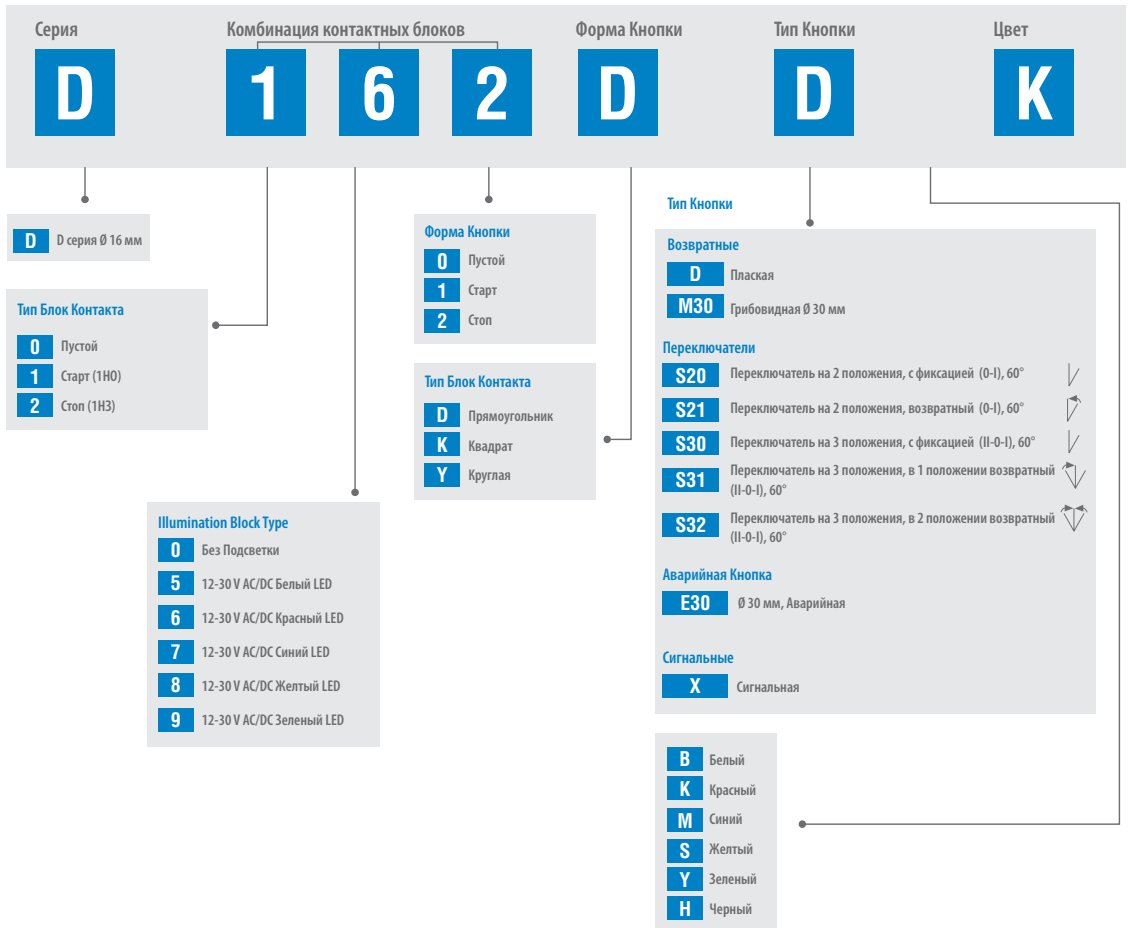 Серия
Комбинация контактных блоков
Форма Кнопки
Тип Кнопки
Цвет
D
1
6
2
D
D
K
D D серия Ø 16 мм
Тип Блок Контакта
0 Пустой
1 Старт (1НО)
2 Стоп (1НЗ)
Illumination Block Type
0 Без Подсветки
5 12-30 V AC/DC Белый LED
6 12-30 V AC/DC Красный LED
7 12-30 V AC/DC Синий LED
8 12-30 V AC/DC Желтый LED
9 12-30 V AC/DC Зеленый LED
Форма Кнопки
0 Пустой
1 Старт
2 Стоп
Тип Блок Контакта
D Прямоугольник
K Квадрат
Y Круглая
Тип Кнопки
Возвратные
D Плаская
M30 Грибовидная Ø 30 мм
Переключатели
S20 Переключатель на 2 положения, с фиксацией (0-I), 60°
S21 Переключатель на 2 положения, возвратный (0-I), 60°
S30 Переключатель на 3 положения, с фиксацией (II-0-I), 60°
S31 Переключатель на 3 положения, в 1 положении возвратный
(II-0-I), 60°
S32 Переключатель на 3 положения, в 2 положении возвратный
(II-0-I), 60°
Аварийная Кнопка
E30 Ø 30 мм, Аварийная
Сигнальные
X Сигнальная
B Белый
K Красный
M Синий
S Желтый
Y Зеленый
H Черный